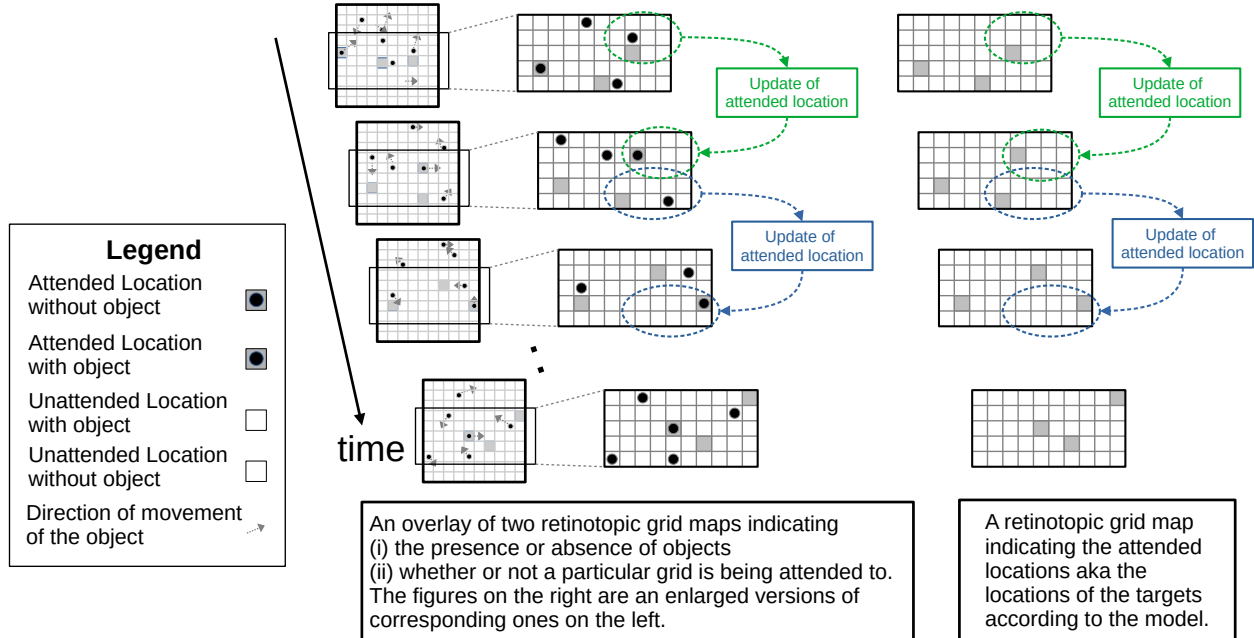 Update of
attended location
Update of
attended location
Update of
attended location
Update of
attended location
Legend
Attended Location
without object
Attended Location
with object
Unattended Location
with object
Unattended Location
without object
Direction of movement
of the object
time
An overlay of two retinotopic grid maps indicating
(i) the presence or absence of objects
(ii) whether or not a particular grid is being attended to.
The figures on the right are an enlarged versions of
corresponding ones on the left.
A retinotopic grid map
indicating the attended
locations aka the
locations of the targets
according to the model.